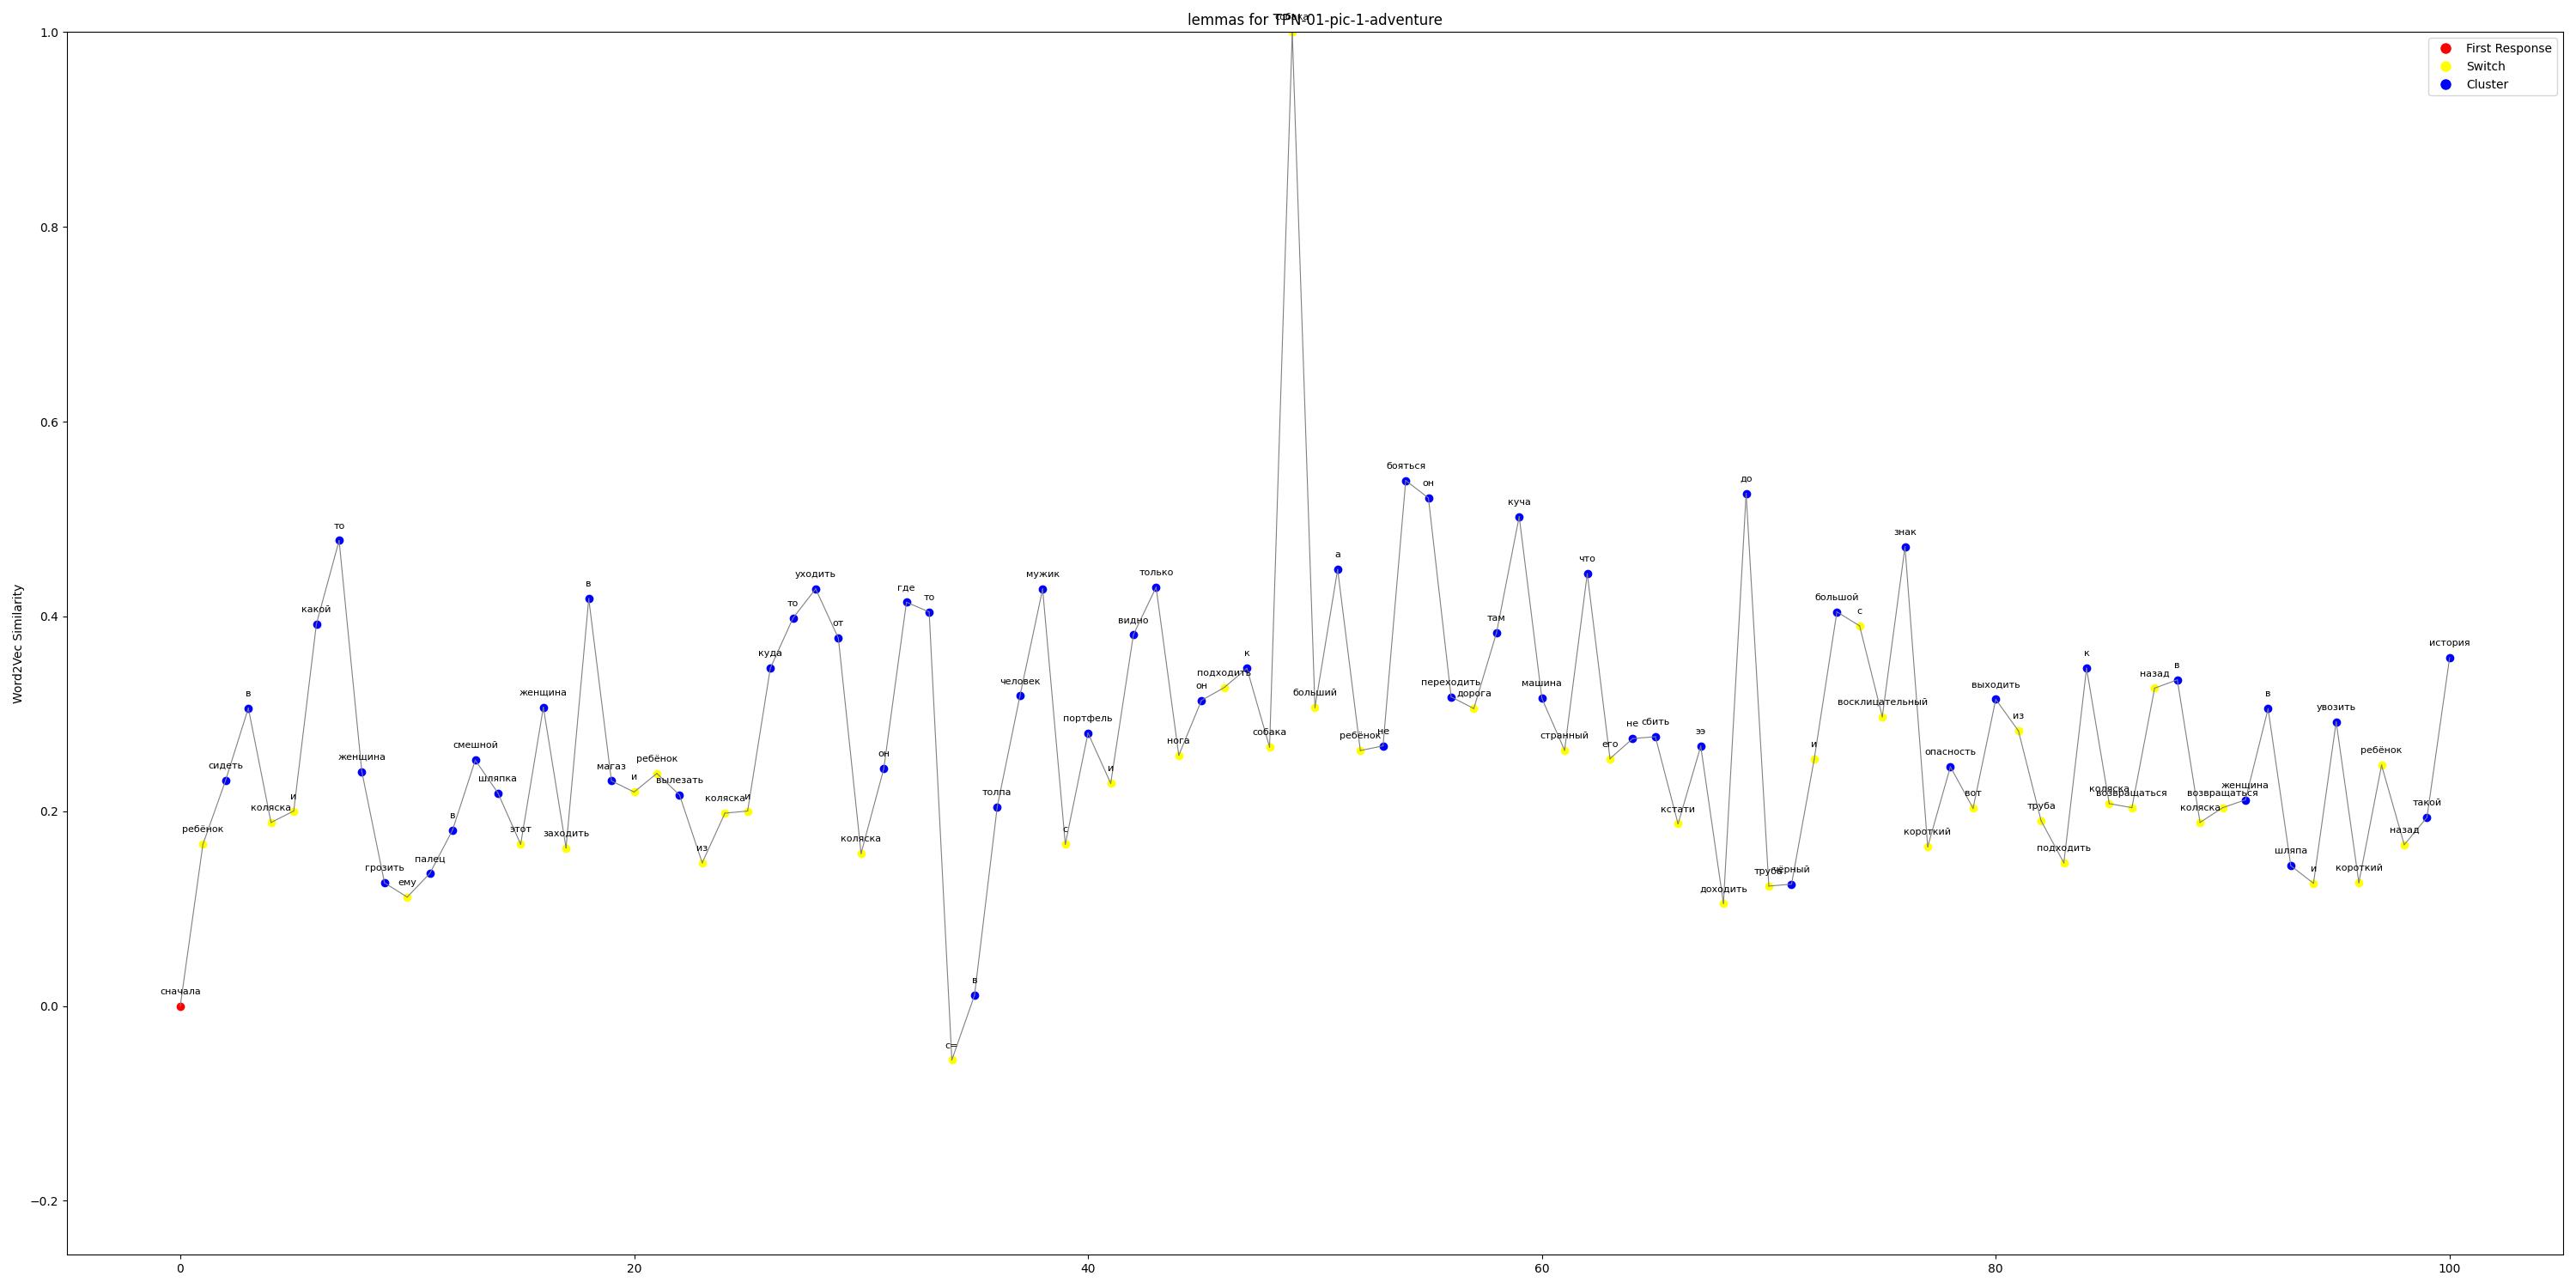 lemmas for TPN-01-pic-1-adventure
First Response
Switch
Cluster
Word2Vec Similarity
1.0
0.8
0.6
0.4
0.2
0.0
−0.2
0
20
40
60
80
100
сначала
ребёнок
сидеть
в
коляска
и
какой
то
женщина
грозить
ему
палец
в
смешной
шляпка
этот
женщина
заходить
в
магаз
и
ребёнок
вылезать
из
коляска
и
куда
то
уходить
от
коляска
он
где
то
с=
в
толпа
человек
мужик
с
портфель
и
видно
только
нога
он
подходить
к
собака
собака
больший
а
ребёнок
не
бояться
он
переходить
дорога
там
куча
машина
странный
что
его
не
сбить
кстати
ээ
доходить
до
труба
чёрный
и
большой
с
восклицательный
знак
короткий
опасность
вот
выходить
из
труба
подходить
к
коляска
возвращаться
назад
в
коляска
возвращаться
женщина
в
шляпа
и
увозить
короткий
ребёнок
назад
такой
история